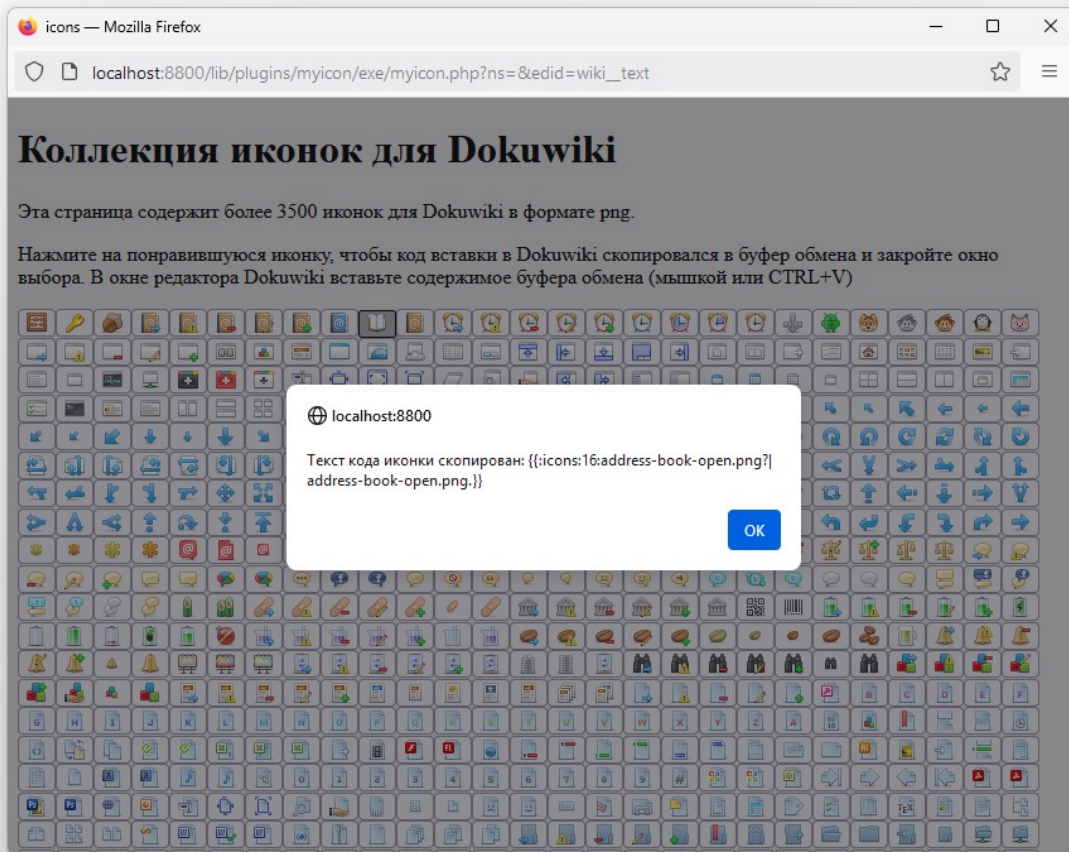 icons — Mozilla Firefox
localhost:8800/lib/plugins/myicon/exe/myicon.php?ns=&edid=wiki__text
Коллекция иконок для Dokuwiki
Эта страница содержит более 3500 иконок для Dokuwiki в формате png.
Нажмите на понравившуюся иконку, чтобы код вставки в Dokuwiki скопировался в буфер обмена и закройте окно
выбора. В окне редактора Dokuwiki вставьте содержимое буфера обмена (мышкой или CTRL+V)
localhost:8800
Текст кода иконки скопирован: {{:icons:16:address-book-open.png?|
address-book-open.png.}}
OK